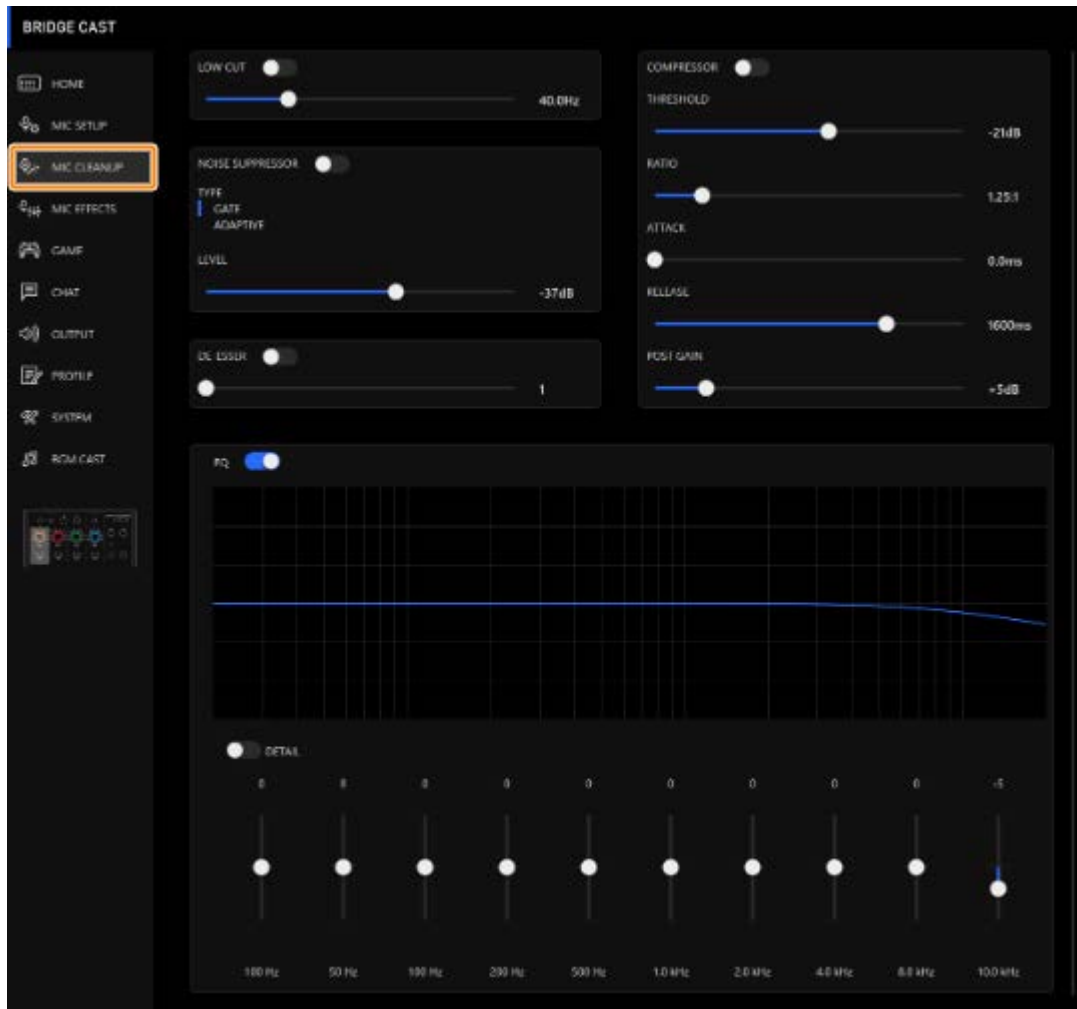 BRIDGE CAST
HOME
MIC SETUP
MIC CLEANUP
MIC EFFECTS
GAME
CHAT
OUTPUT
PROFILE
SYSTEM
BGM CAST
LOW CUT
40.0Hz
NOISE SUPPRESSOR
TYPE
GATE
ADAPTIVE
LEVEL
-37dB
DE-ESSER
1
COMPRESSOR
THRESHOLD
-21dB
RATIO
1.25:1
ATTACK
0.0ms
RELEASE
1600ms
POST GAIN
+5dB
EQ
DETAIL
0 0 0 0 0 0 0 0 0 -5
100 Hz 50 Hz 100 Hz 200 Hz 500 Hz 1.0 kHz 2.0 kHz 4.0 kHz 8.0 kHz 10.0 kHz